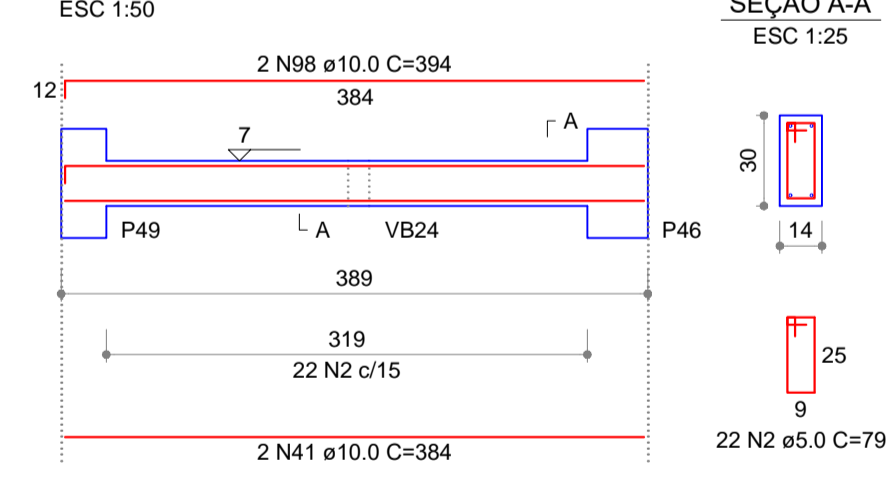 ESC 1:50
SEÇÃO A-A
ESC 1:25
2 N98 ø10.0 C=394
12
384
7
A
30
14
P49
A
VB24
P46
389
319
22 N2 c/15
25
9
22 N2 ø5.0 C=79
2 N41 ø10.0 C=384